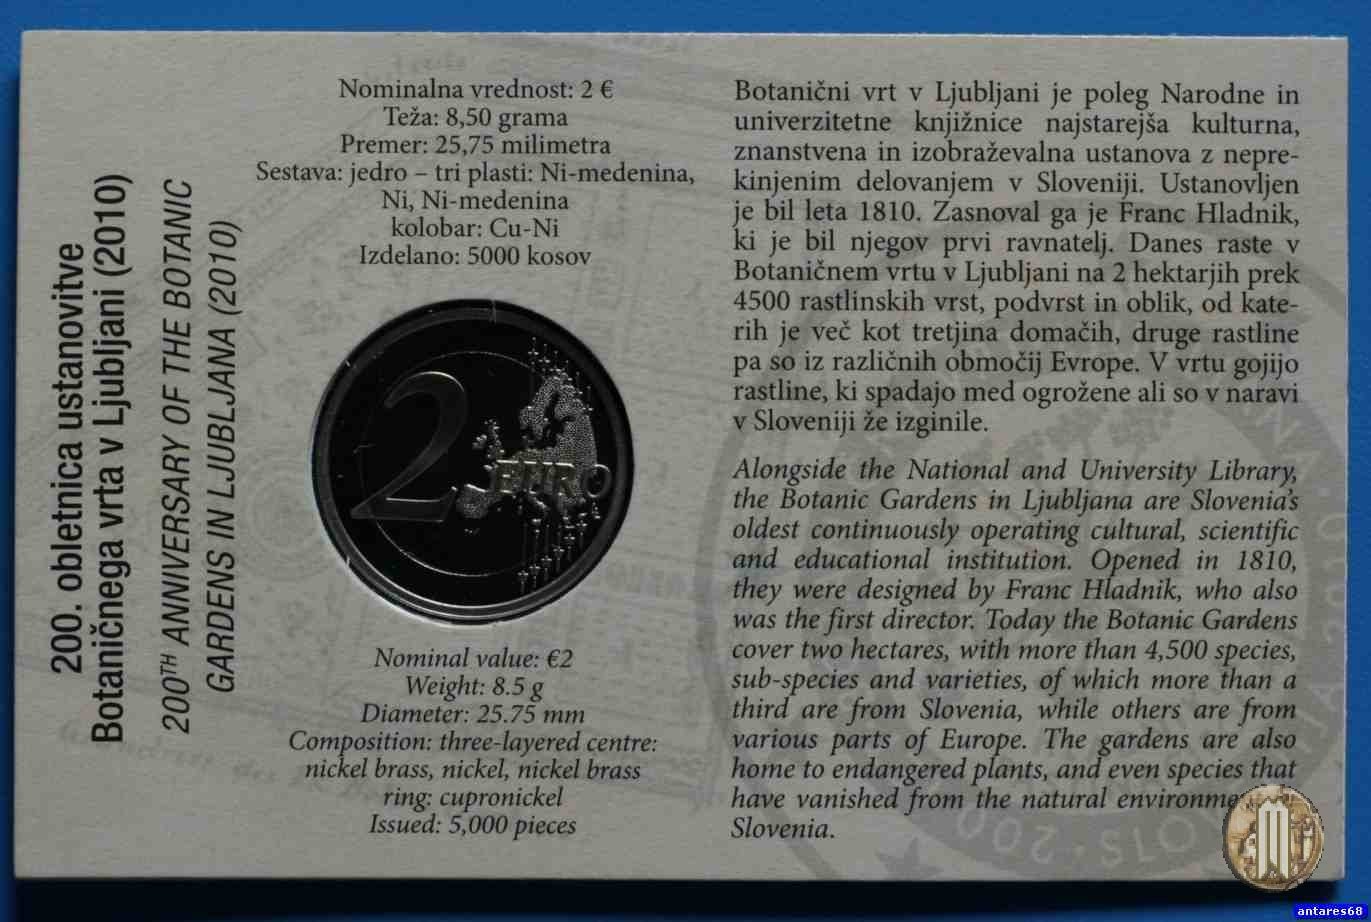 200. obletnica ustanovitve
Botaničnega vrta v Ljubljani (2010)
200TH ANNIVERSARY OF THE BOTANIC
GARDENS IN LJUBLJANA (2010)
Nominalna vrednost: 2 €
Teža: 8,50 grama
Premer: 25,75 milimetra
Sestava: jedro – tri plasti: Ni-medenina,
Ni, Ni-medenina
kolobar: Cu-Ni
Izdelano: 5000 kosov
2 EURO
Nominal value: €2
Weight: 8.5 g
Diameter: 25.75 mm
Composition: three-layered centre:
nickel brass, nickel, nickel brass
ring: cupronickel
Issued: 5,000 pieces
Botanični vrt v Ljubljani je poleg Narodne in
univerzitetne knjižnice najstarejša kulturna,
znanstvena in izobraževalna ustanova z nepre-
kinjenim delovanjem v Sloveniji. Ustanovljen
je bil leta 1810. Zasnoval ga je Franc Hladnik,
ki je bil njegov prvi ravnatelj. Danes raste v
Botaničnem vrtu v Ljubljani na 2 hektarjih prek
4500 rastlinskih vrst, podvrst in oblik, od kate-
rih je več kot tretjina domačih, druge rastline
pa so iz različnih območij Evrope. V vrtu gojijo
rastline, ki spadajo med ogrožene ali so v naravi
v Sloveniji že izginile.
Alongside the National and University Library,
the Botanic Gardens in Ljubljana are Slovenia's
oldest continuously operating cultural, scientific
and educational institution. Opened in 1810,
they were designed by Franc Hladnik, who also
was the first director. Today the Botanic Gardens
cover two hectares, with more than 4,500 species,
sub-species and varieties, of which more than a
third are from Slovenia, while others are from
various parts of Europe. The gardens are also
home to endangered plants, and even species that
have vanished from the natural environme
Slovenia.
antares68